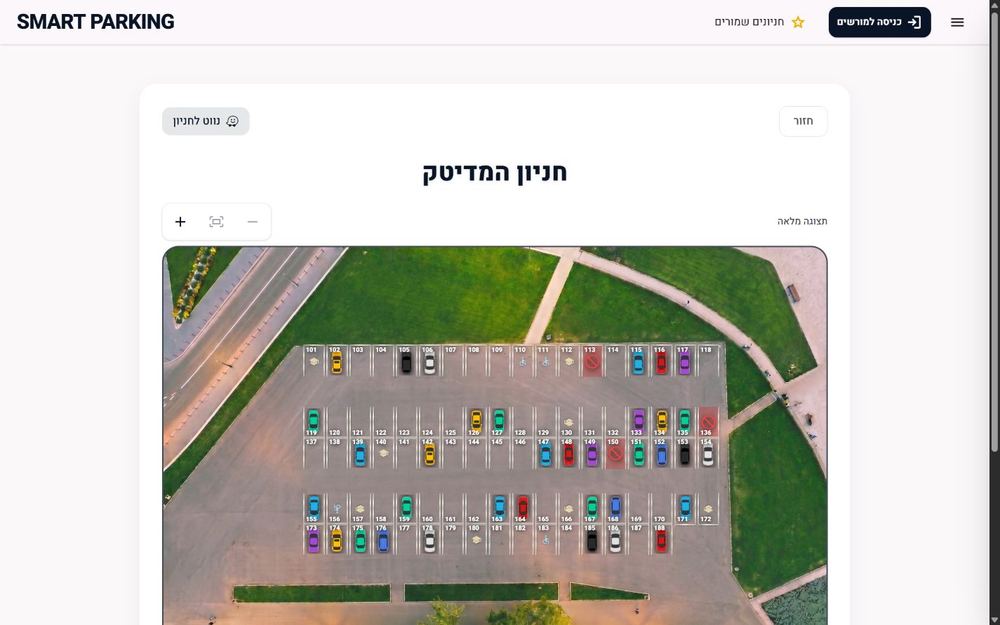 SMART PARKING
כניסה למורשים
חניונים שמורים
חזור
נווט לחניון
חניון המדיטק
תצוגה מלאה
101 102 103 104 105 106 107 108 109 110 111 112 113 114 115 116 117 118
119 120 121 122 123 124 125 126 127 128 129 130 131 132 133 134 135 136
137 138 139 140 141 142 143 144 145 146 147 148 149 150 151 152 153 154
155 156 157 158 159 160 161 162 163 164 165 166 167 168 169 170 171 172
173 174 175 176 177 178 179 180 181 182 183 184 185 186 187 188